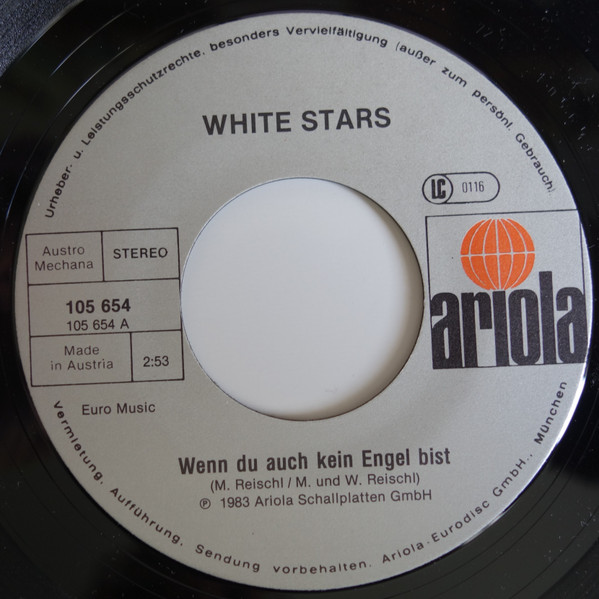 Urheber- u. Leistungsschutzrechte, besonders Vervielfältigung (außer zum persönl. Gebrauch)
WHITE STARS
LC 0116
Austro
Mechana
STEREO
ariola
105 654
105 654 A
Made
in Austria
2:53
Euro Music
Wenn du auch kein Engel bist
(M. Reischl / M. und W. Reischl)
℗ 1983 Ariola Schallplatten GmbH
Vermietung, Aufführung, Sendung vorbehalten. Ariola-Eurodisc GmbH., München